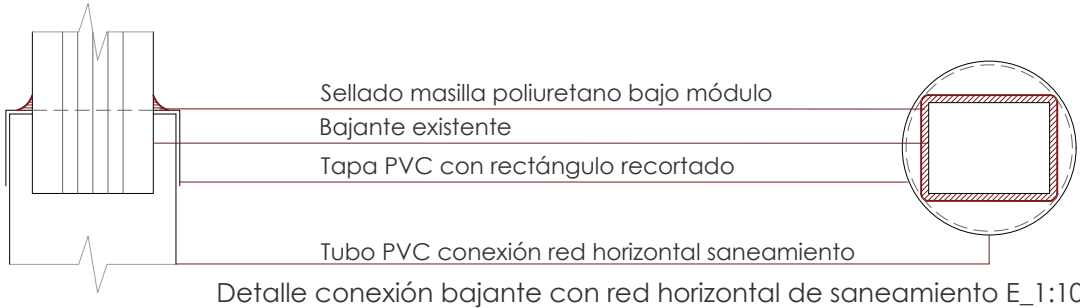 Sellado masilla poliuretano bajo módulo
Bajante existente
Tapa PVC con rectángulo recortado
Tubo PVC conexión red horizontal saneamiento
Detalle conexión bajante con red horizontal de saneamiento E_1:10